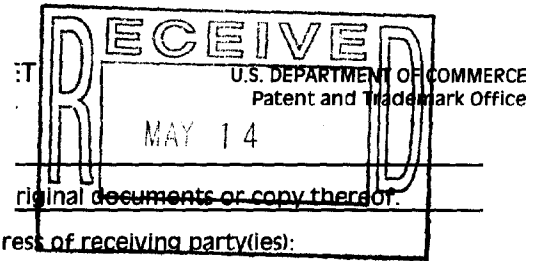 RECEIVED
:T
U.S. DEPARTMENT OF COMMERCE
Patent and Trademark Office
MAY 14
riginal documents or copy thereof.
ress of receiving party(ies):